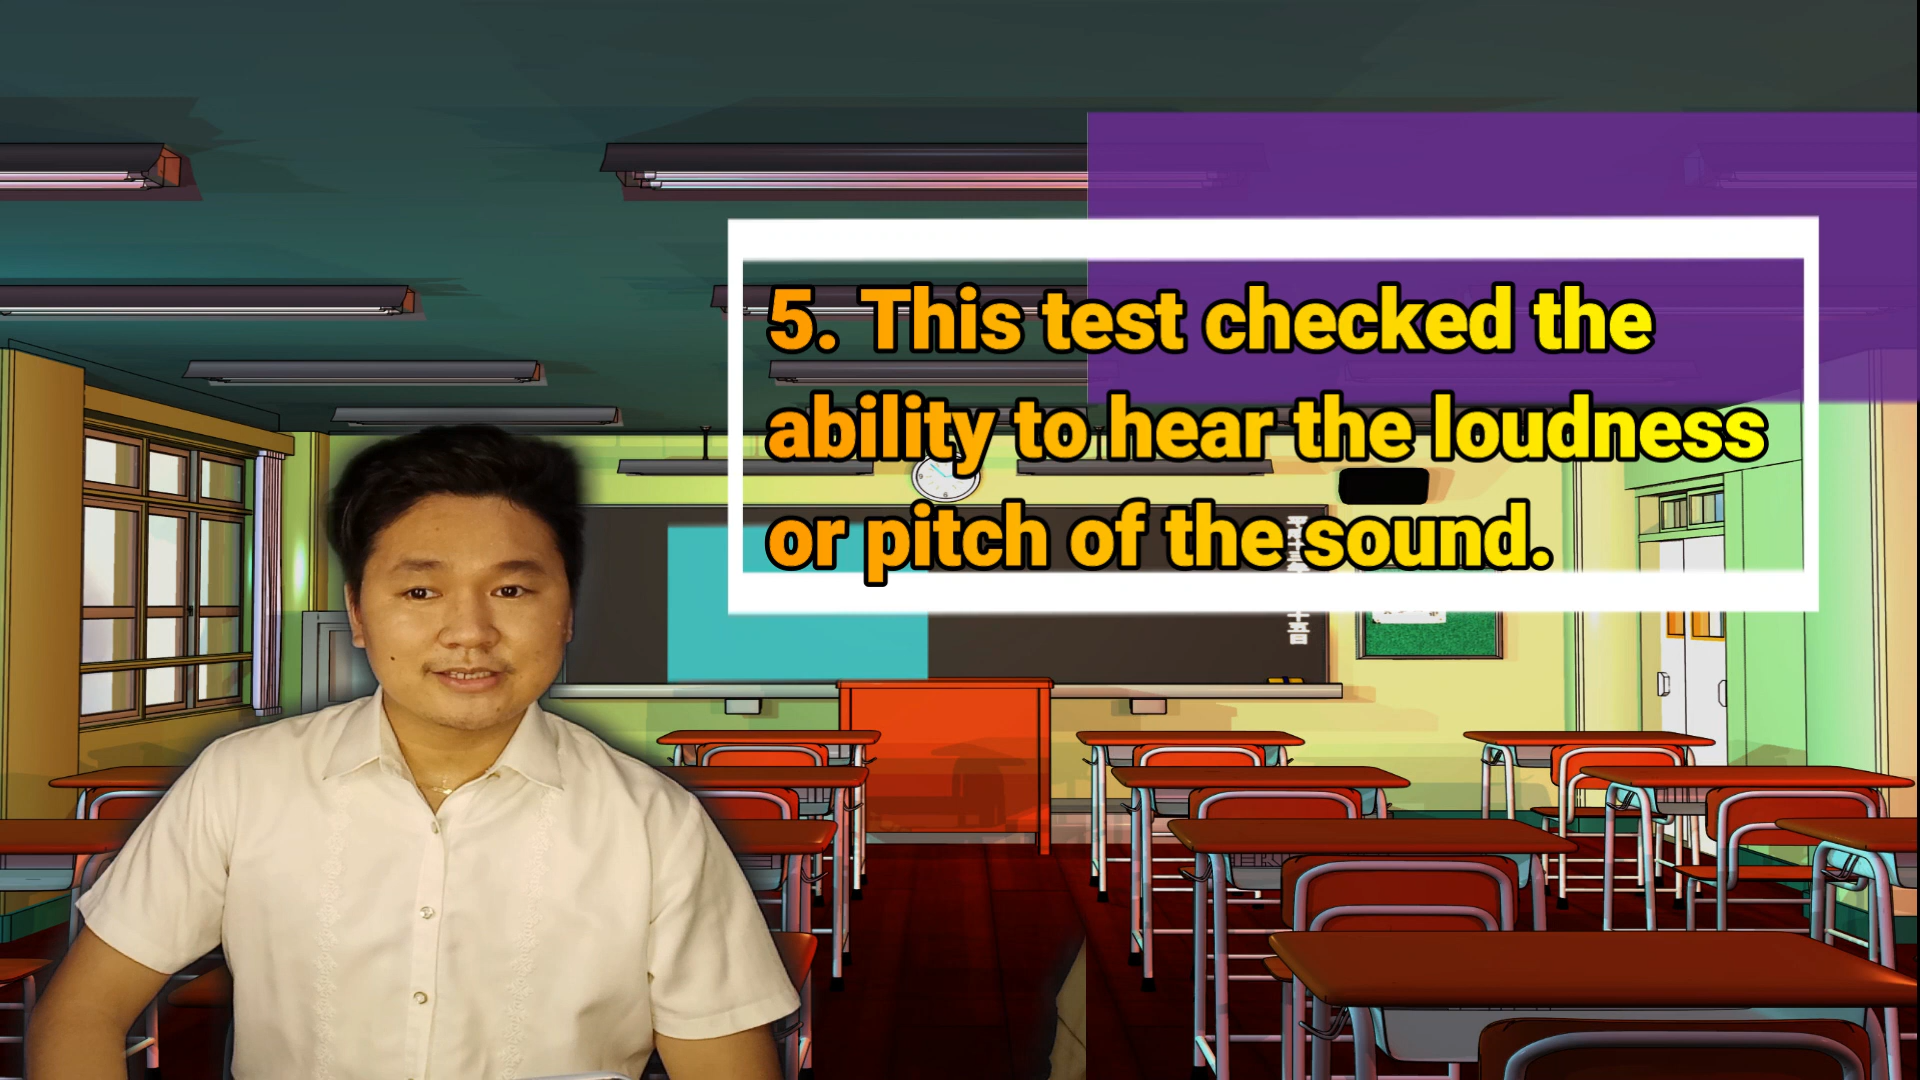 5. This test checked the
ability to hear the loudness
or pitch of the sound.